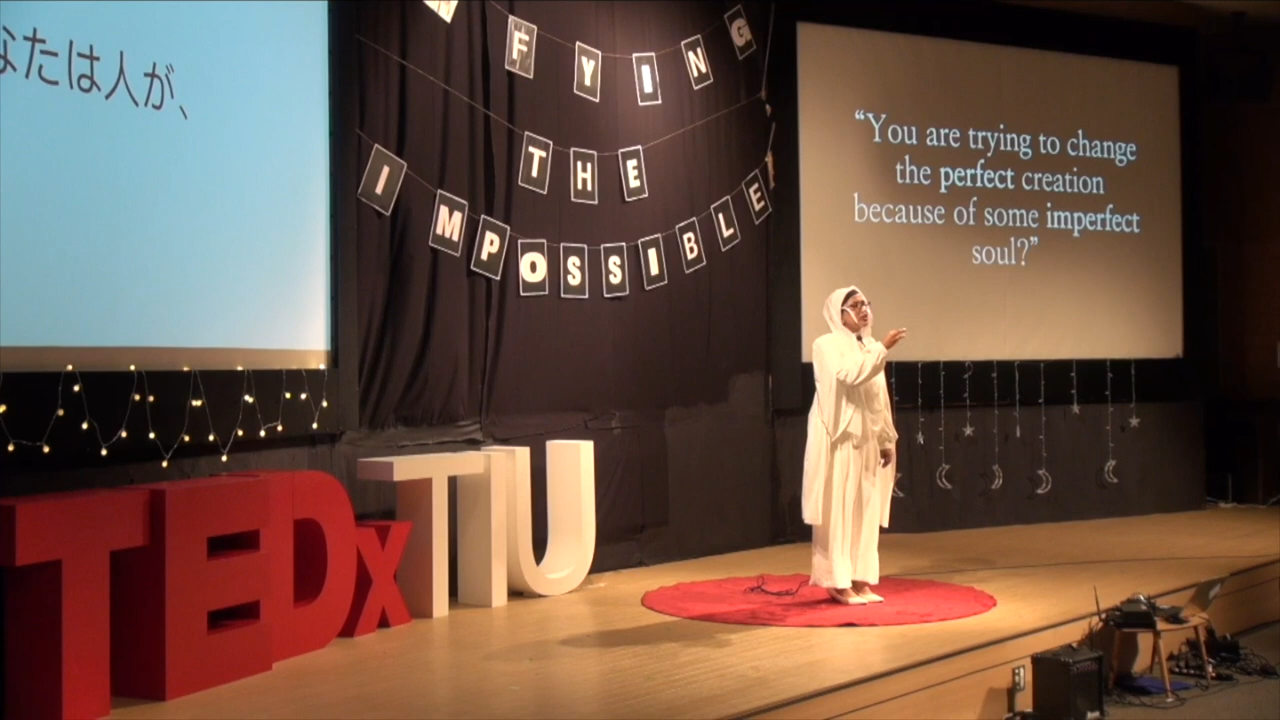 たは人が、
FYING
THE
IMPOSSIBLE
“You are trying to change
the perfect creation
because of some imperfect
soul?”
TEDxTIU